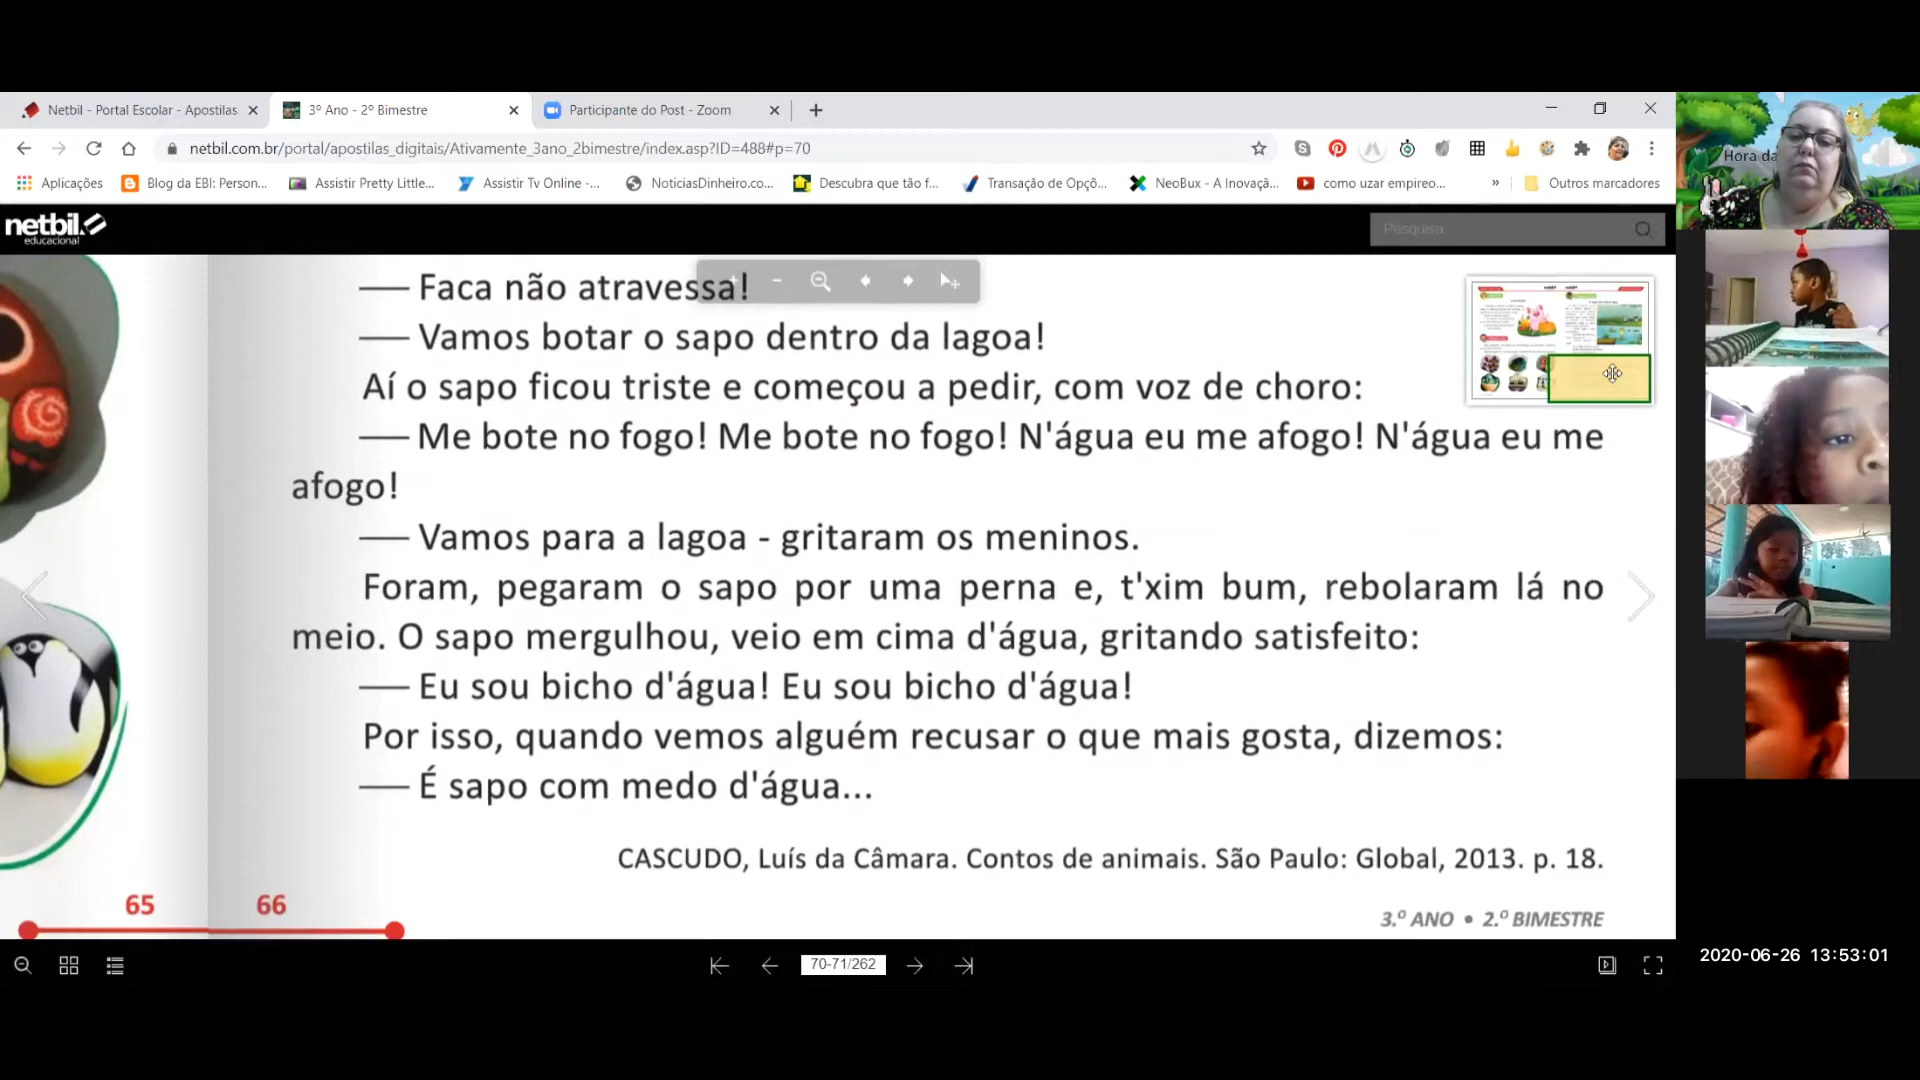 Netbil - Portal Escolar - Apostilas
3º Ano - 2º Bimestre
Participante do Post - Zoom
netbil.com.br/portal/apostilas_digitais/Ativamente_3ano_2bimestre/index.asp?ID=488#p=70
Aplicações
Blog da EBI: Person...
Assistir Pretty Little...
Assistir Tv Online -...
NoticiasDinheiro.co...
Descubra que tão f...
Transação de Opçõ...
NeoBux - A Inovaçã...
como uzar empireo...
»
Outros marcadores
Hora da
netbil
educacional
Pesquisa
— Faca não atravessa!
— Vamos botar o sapo dentro da lagoa!
Aí o sapo ficou triste e começou a pedir, com voz de choro:
— Me bote no fogo! Me bote no fogo! N'água eu me afogo! N'água eu me
afogo!
— Vamos para a lagoa - gritaram os meninos.
Foram, pegaram o sapo por uma perna e, t'xim bum, rebolaram lá no
meio. O sapo mergulhou, veio em cima d'água, gritando satisfeito:
— Eu sou bicho d'água! Eu sou bicho d'água!
Por isso, quando vemos alguém recusar o que mais gosta, dizemos:
— É sapo com medo d'água...
CASCUDO, Luís da Câmara. Contos de animais. São Paulo: Global, 2013. p. 18.
65
66
3.º ANO • 2.º BIMESTRE
70-71/262
2020-06-26 13:53:01